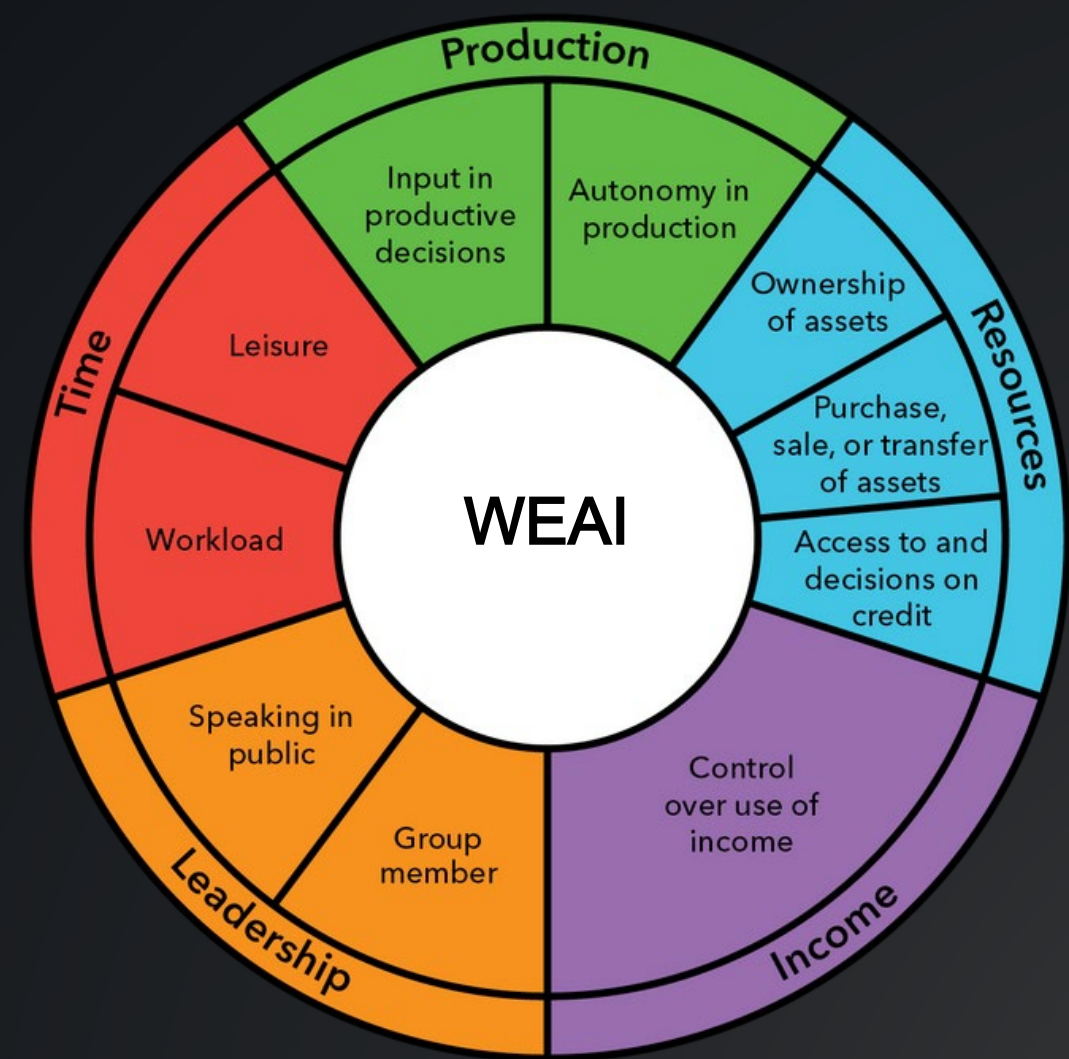 Production
Input in
productive
decisions
Autonomy in
production
Resources
Ownership
of assets
Purchase,
sale, or transfer
of assets
Access to and
decisions on
credit
Income
Control
over use of
income
Leadership
Group
member
Speaking in
public
Time
Workload
Leisure
WEAI